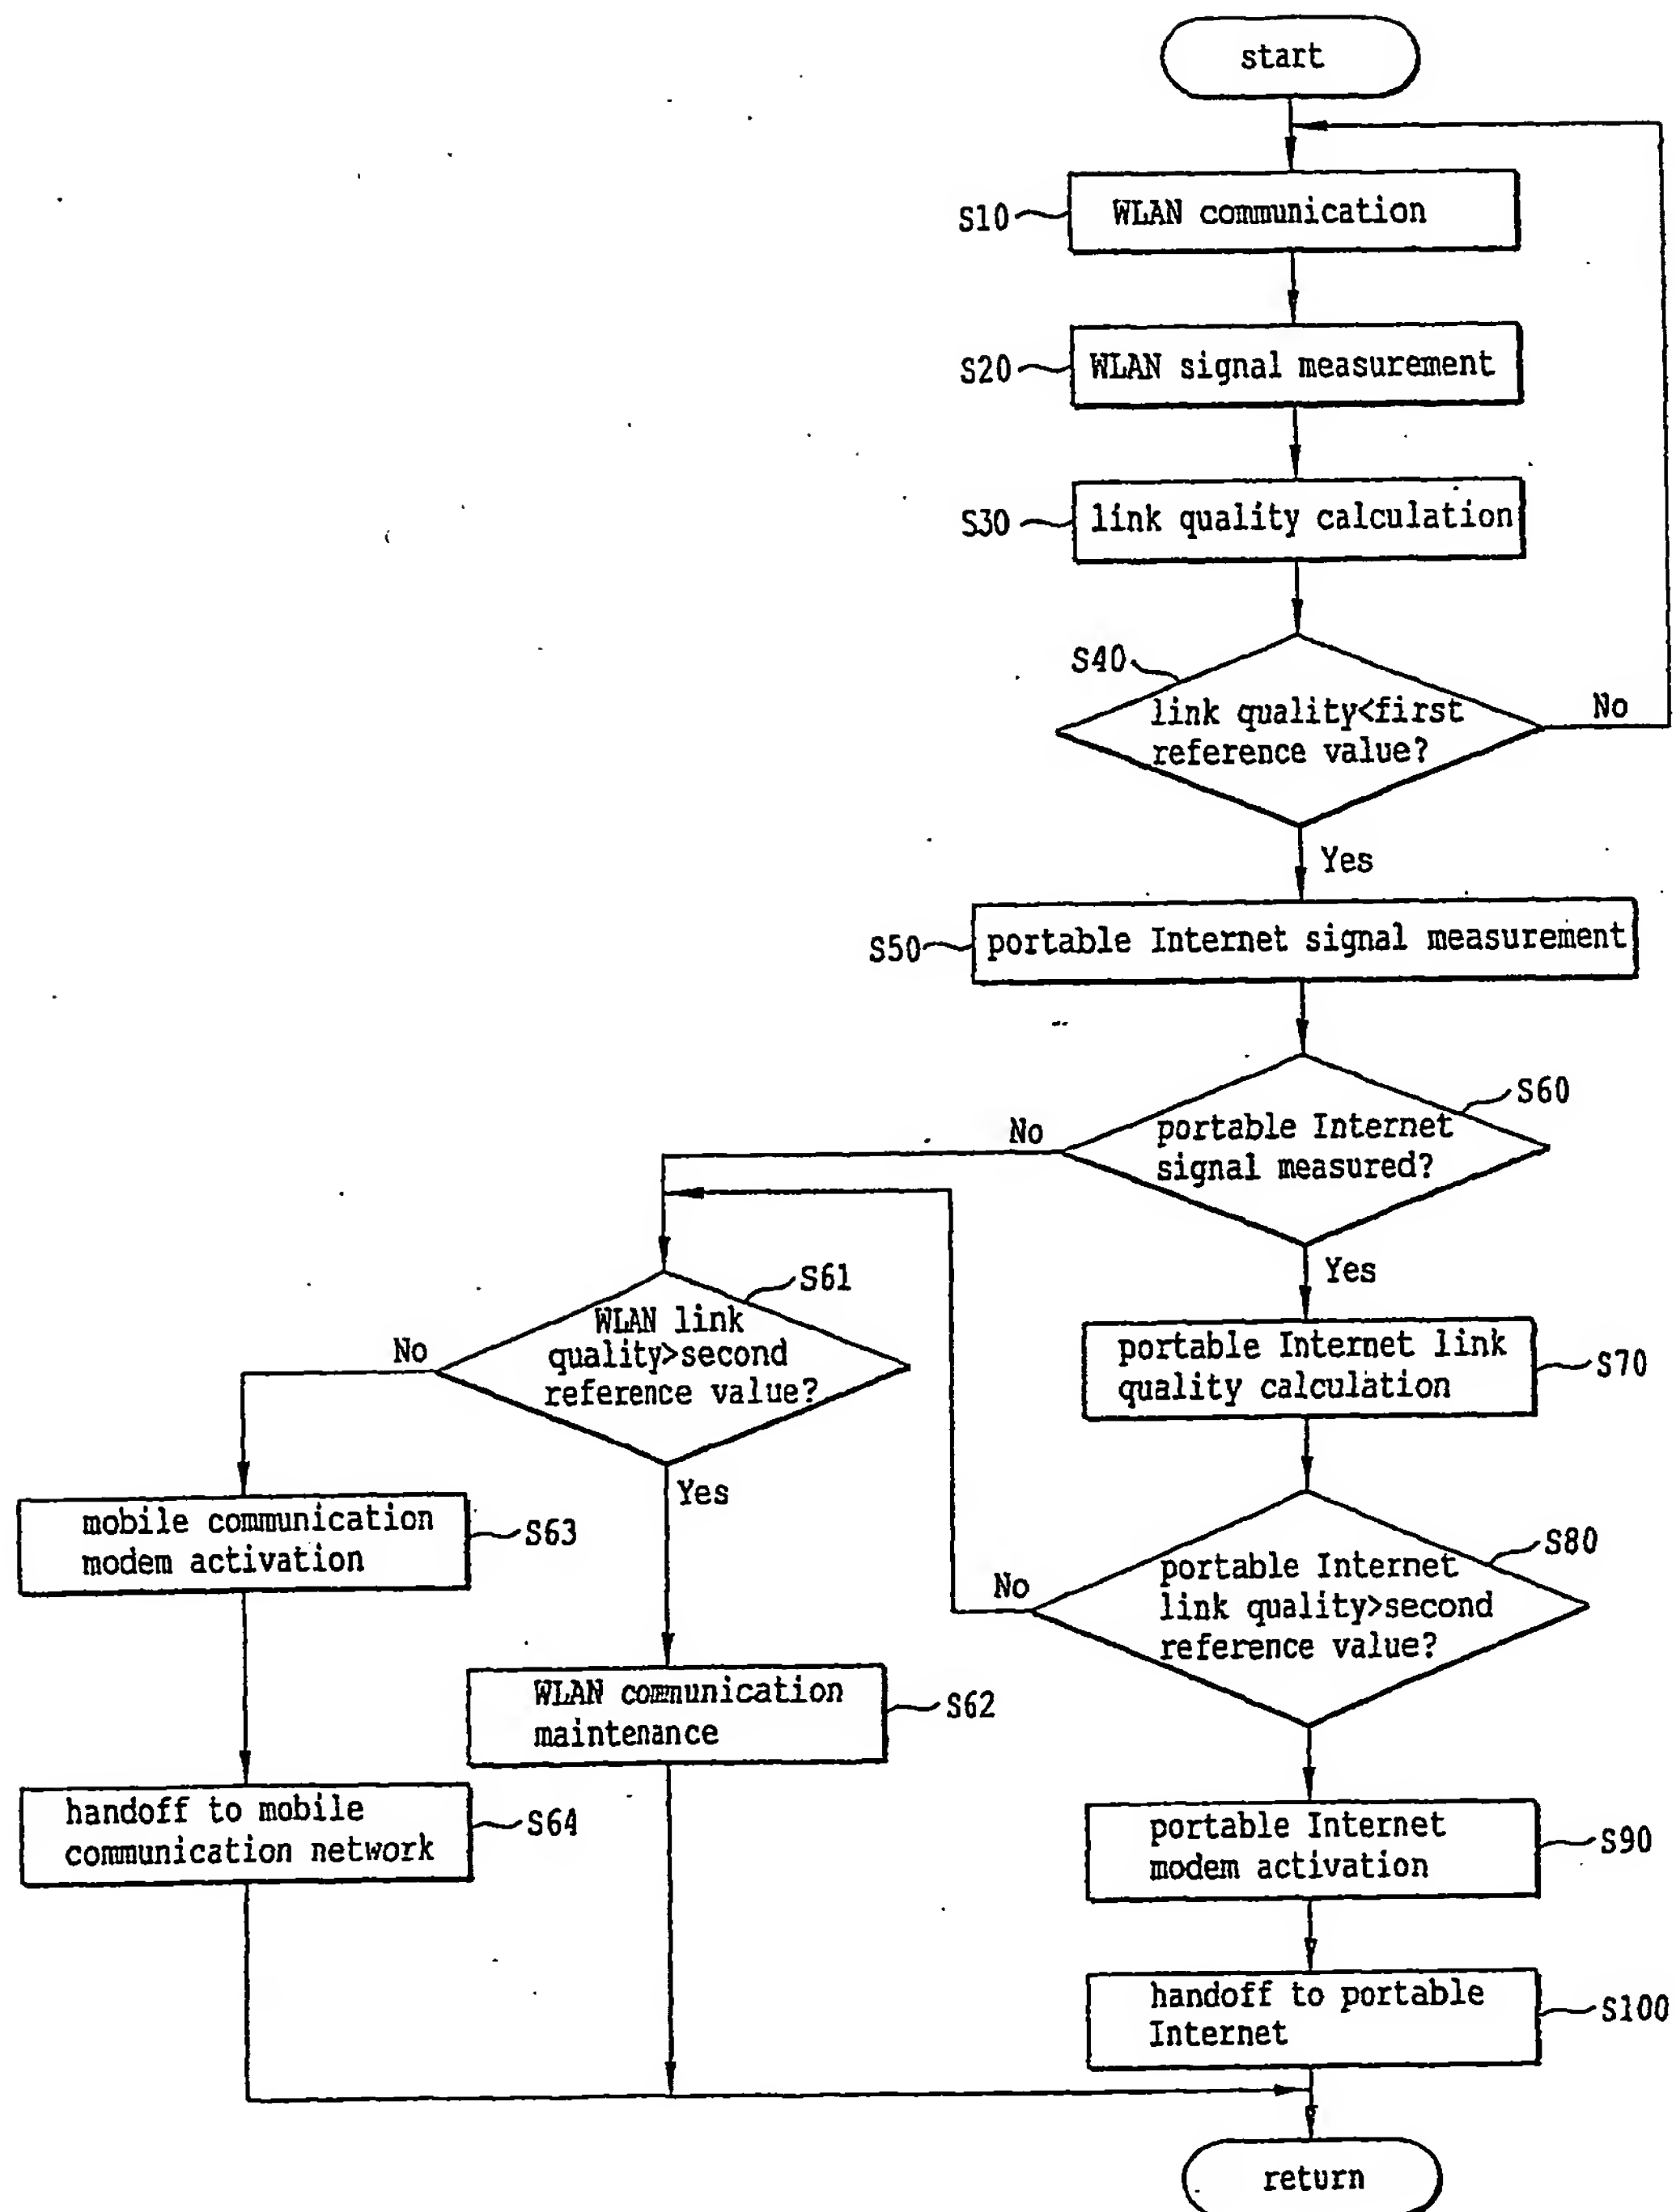 start
S10
WLAN communication
S20
WLAN signal measurement
S30
link quality calculation
S40
link quality<first
reference value?
No
Yes
S50
portable Internet signal measurement
S60
portable Internet
signal measured?
No
Yes
S61
WLAN link
quality>second
reference value?
No
Yes
portable Internet link
quality calculation
S70
mobile communication
modem activation
S63
S80
portable Internet
link quality>second
reference value?
No
WLAN communication
maintenance
S62
handoff to mobile
communication network
S64
portable Internet
modem activation
S90
handoff to portable
Internet
S100
return